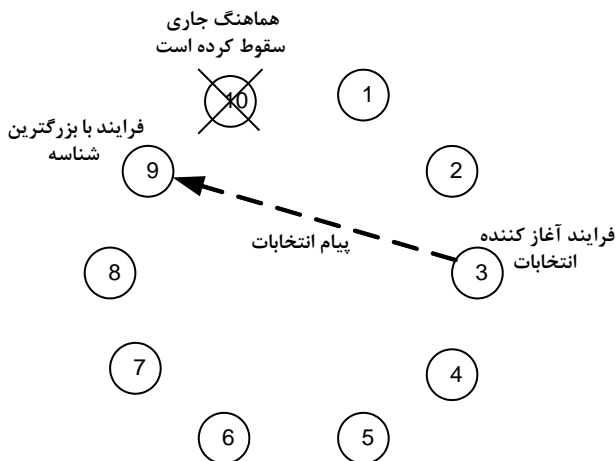 هماهنگ جاری
سقوط کرده است
10
1
فرایند با بزرگترین
شناسه
9
2
پیام انتخابات
فرایند آغاز کننده
انتخابات
3
8
7
4
6
5